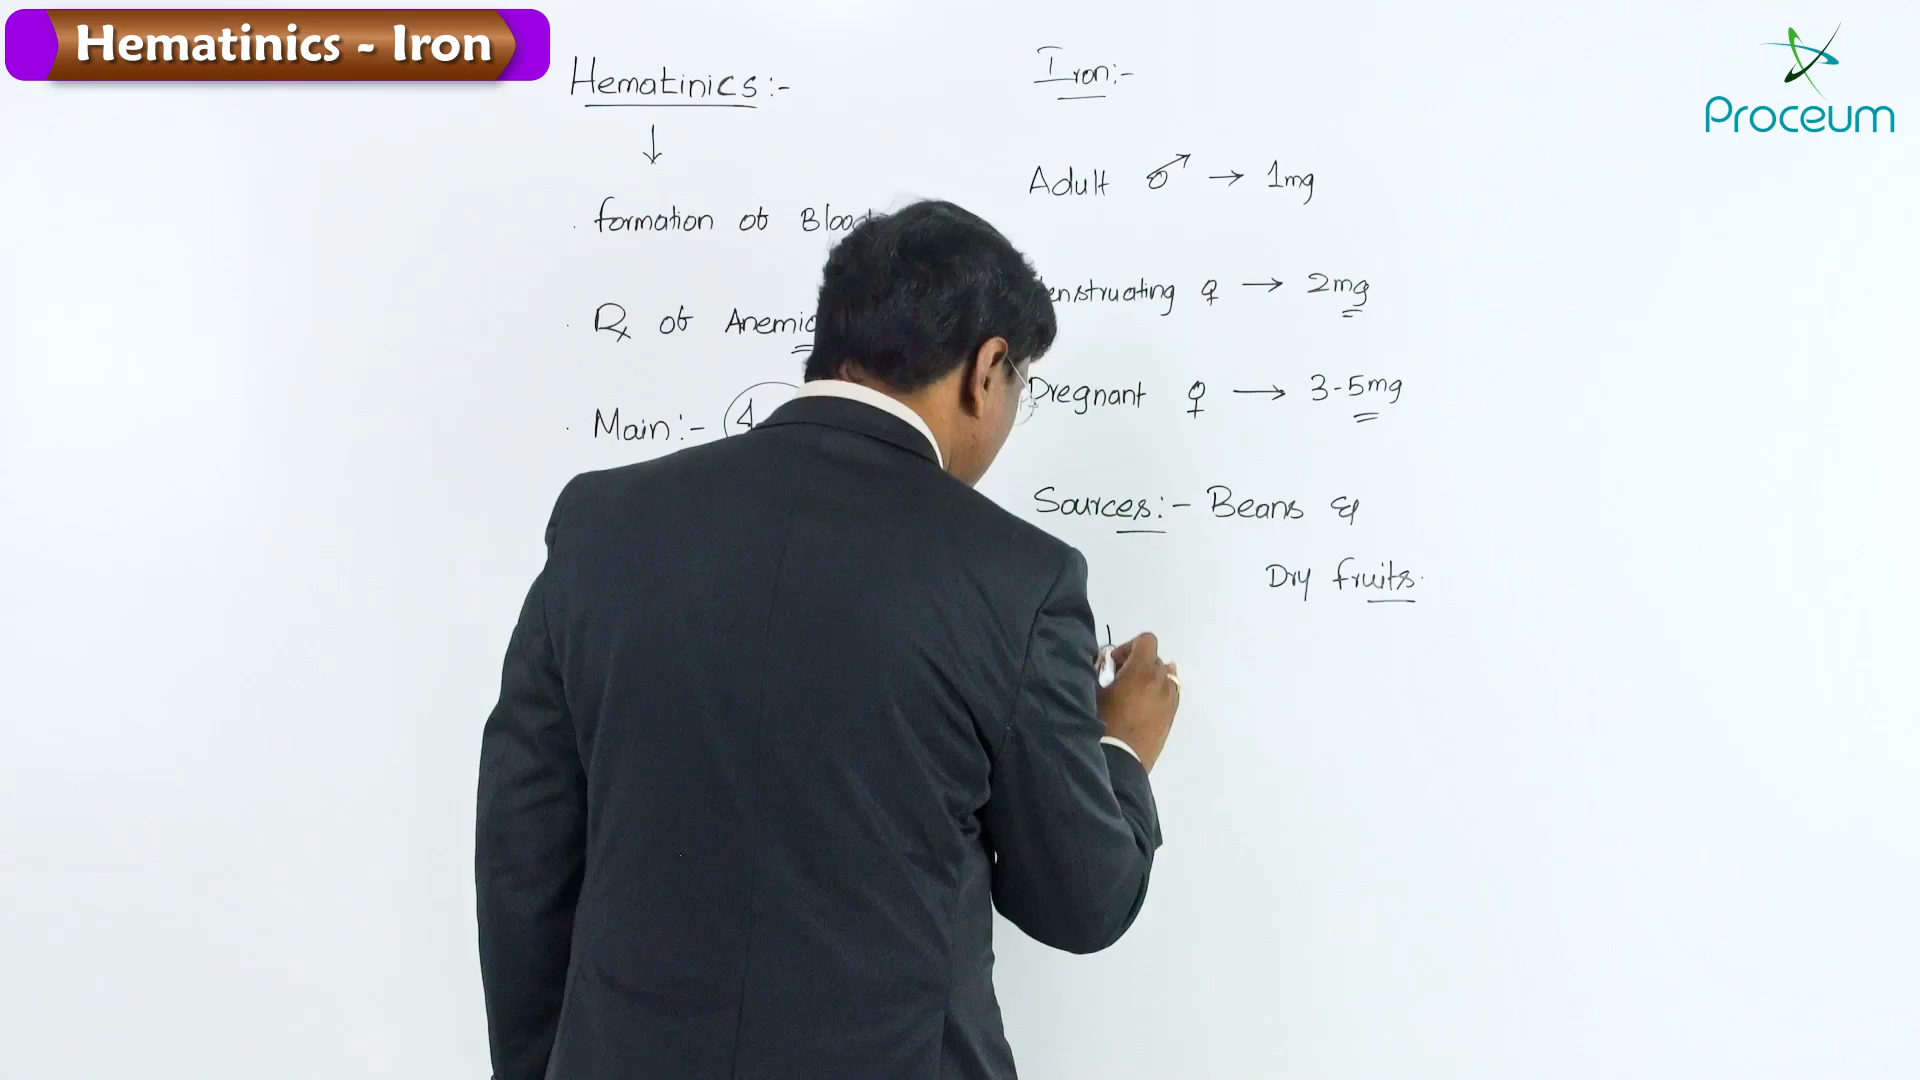 Hematinics - Iron
Proceum
Hematinics :-
↓
. formation of Blood
. Rx of Anemia
. Main :- 4
Iron :-
Adult ♂ → 1mg
Menstruating ♀ → 2mg
Pregnant ♀ → 3-5mg
Sources :- Beans &
Dry fruits.